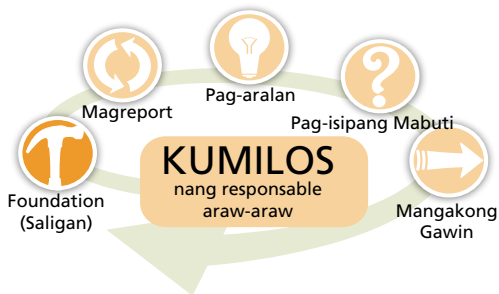 Foundation
(Saligan)
Magreport
Pag-aralan
Pag-isipang Mabuti
Mangakong
Gawin
KUMILOS
nang responsable
araw-araw